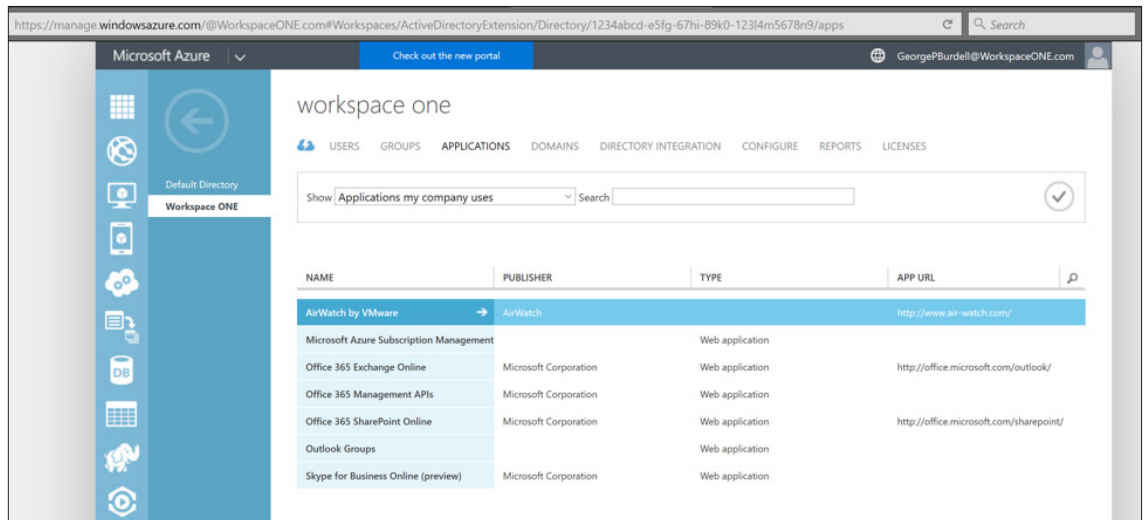 https://manage.windowsazure.com/@WorkspaceONE.com#Workspaces/ActiveDirectoryExtension/Directory/1234abcd-e5fg-67hi-89k0-123l4m5678n9/apps Search
Microsoft Azure Check out the new portal GeorgePBurdell@WorkspaceONE.com
workspace one
USERS GROUPS APPLICATIONS DOMAINS DIRECTORY INTEGRATION CONFIGURE REPORTS LICENSES
Default Directory
Workspace ONE
Show Applications my company uses Search
NAME PUBLISHER TYPE APP URL
AirWatch by VMware AirWatch http://www.air-watch.com/
Microsoft Azure Subscription Management Web application
Office 365 Exchange Online Microsoft Corporation Web application http://office.microsoft.com/outlook/
DB
Office 365 Management APIs Microsoft Corporation Web application
Office 365 SharePoint Online Microsoft Corporation Web application http://office.microsoft.com/sharepoint/
Outlook Groups Web application
Skype for Business Online (preview) Microsoft Corporation Web application